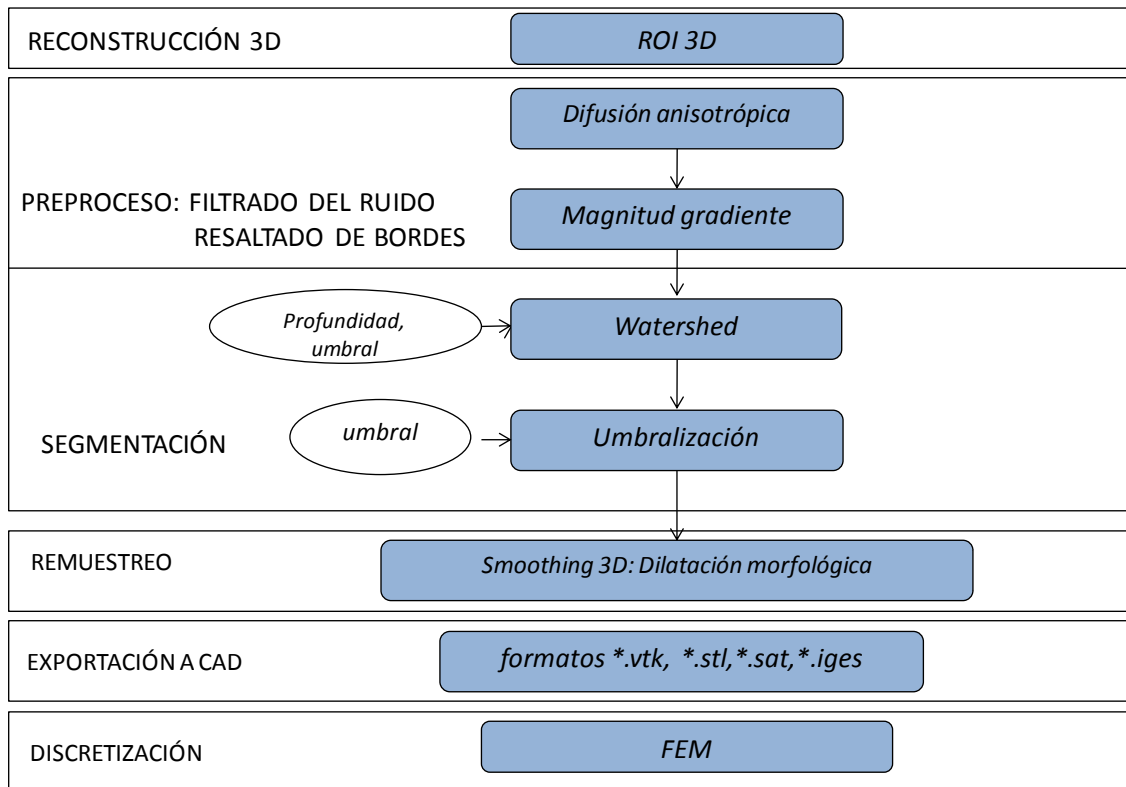 RECONSTRUCCIÓN 3D
ROI 3D
Difusión anisotrópica
PREPROCESO: FILTRADO DEL RUIDO
RESALTADO DE BORDES
Magnitud gradiente
Profundidad,
umbral
Watershed
SEGMENTACIÓN
umbral
Umbralización
REMUESTREO
Smoothing 3D: Dilatación morfológica
EXPORTACIÓN A CAD
formatos *.vtk, *.stl,*.sat,*.iges
DISCRETIZACIÓN
FEM